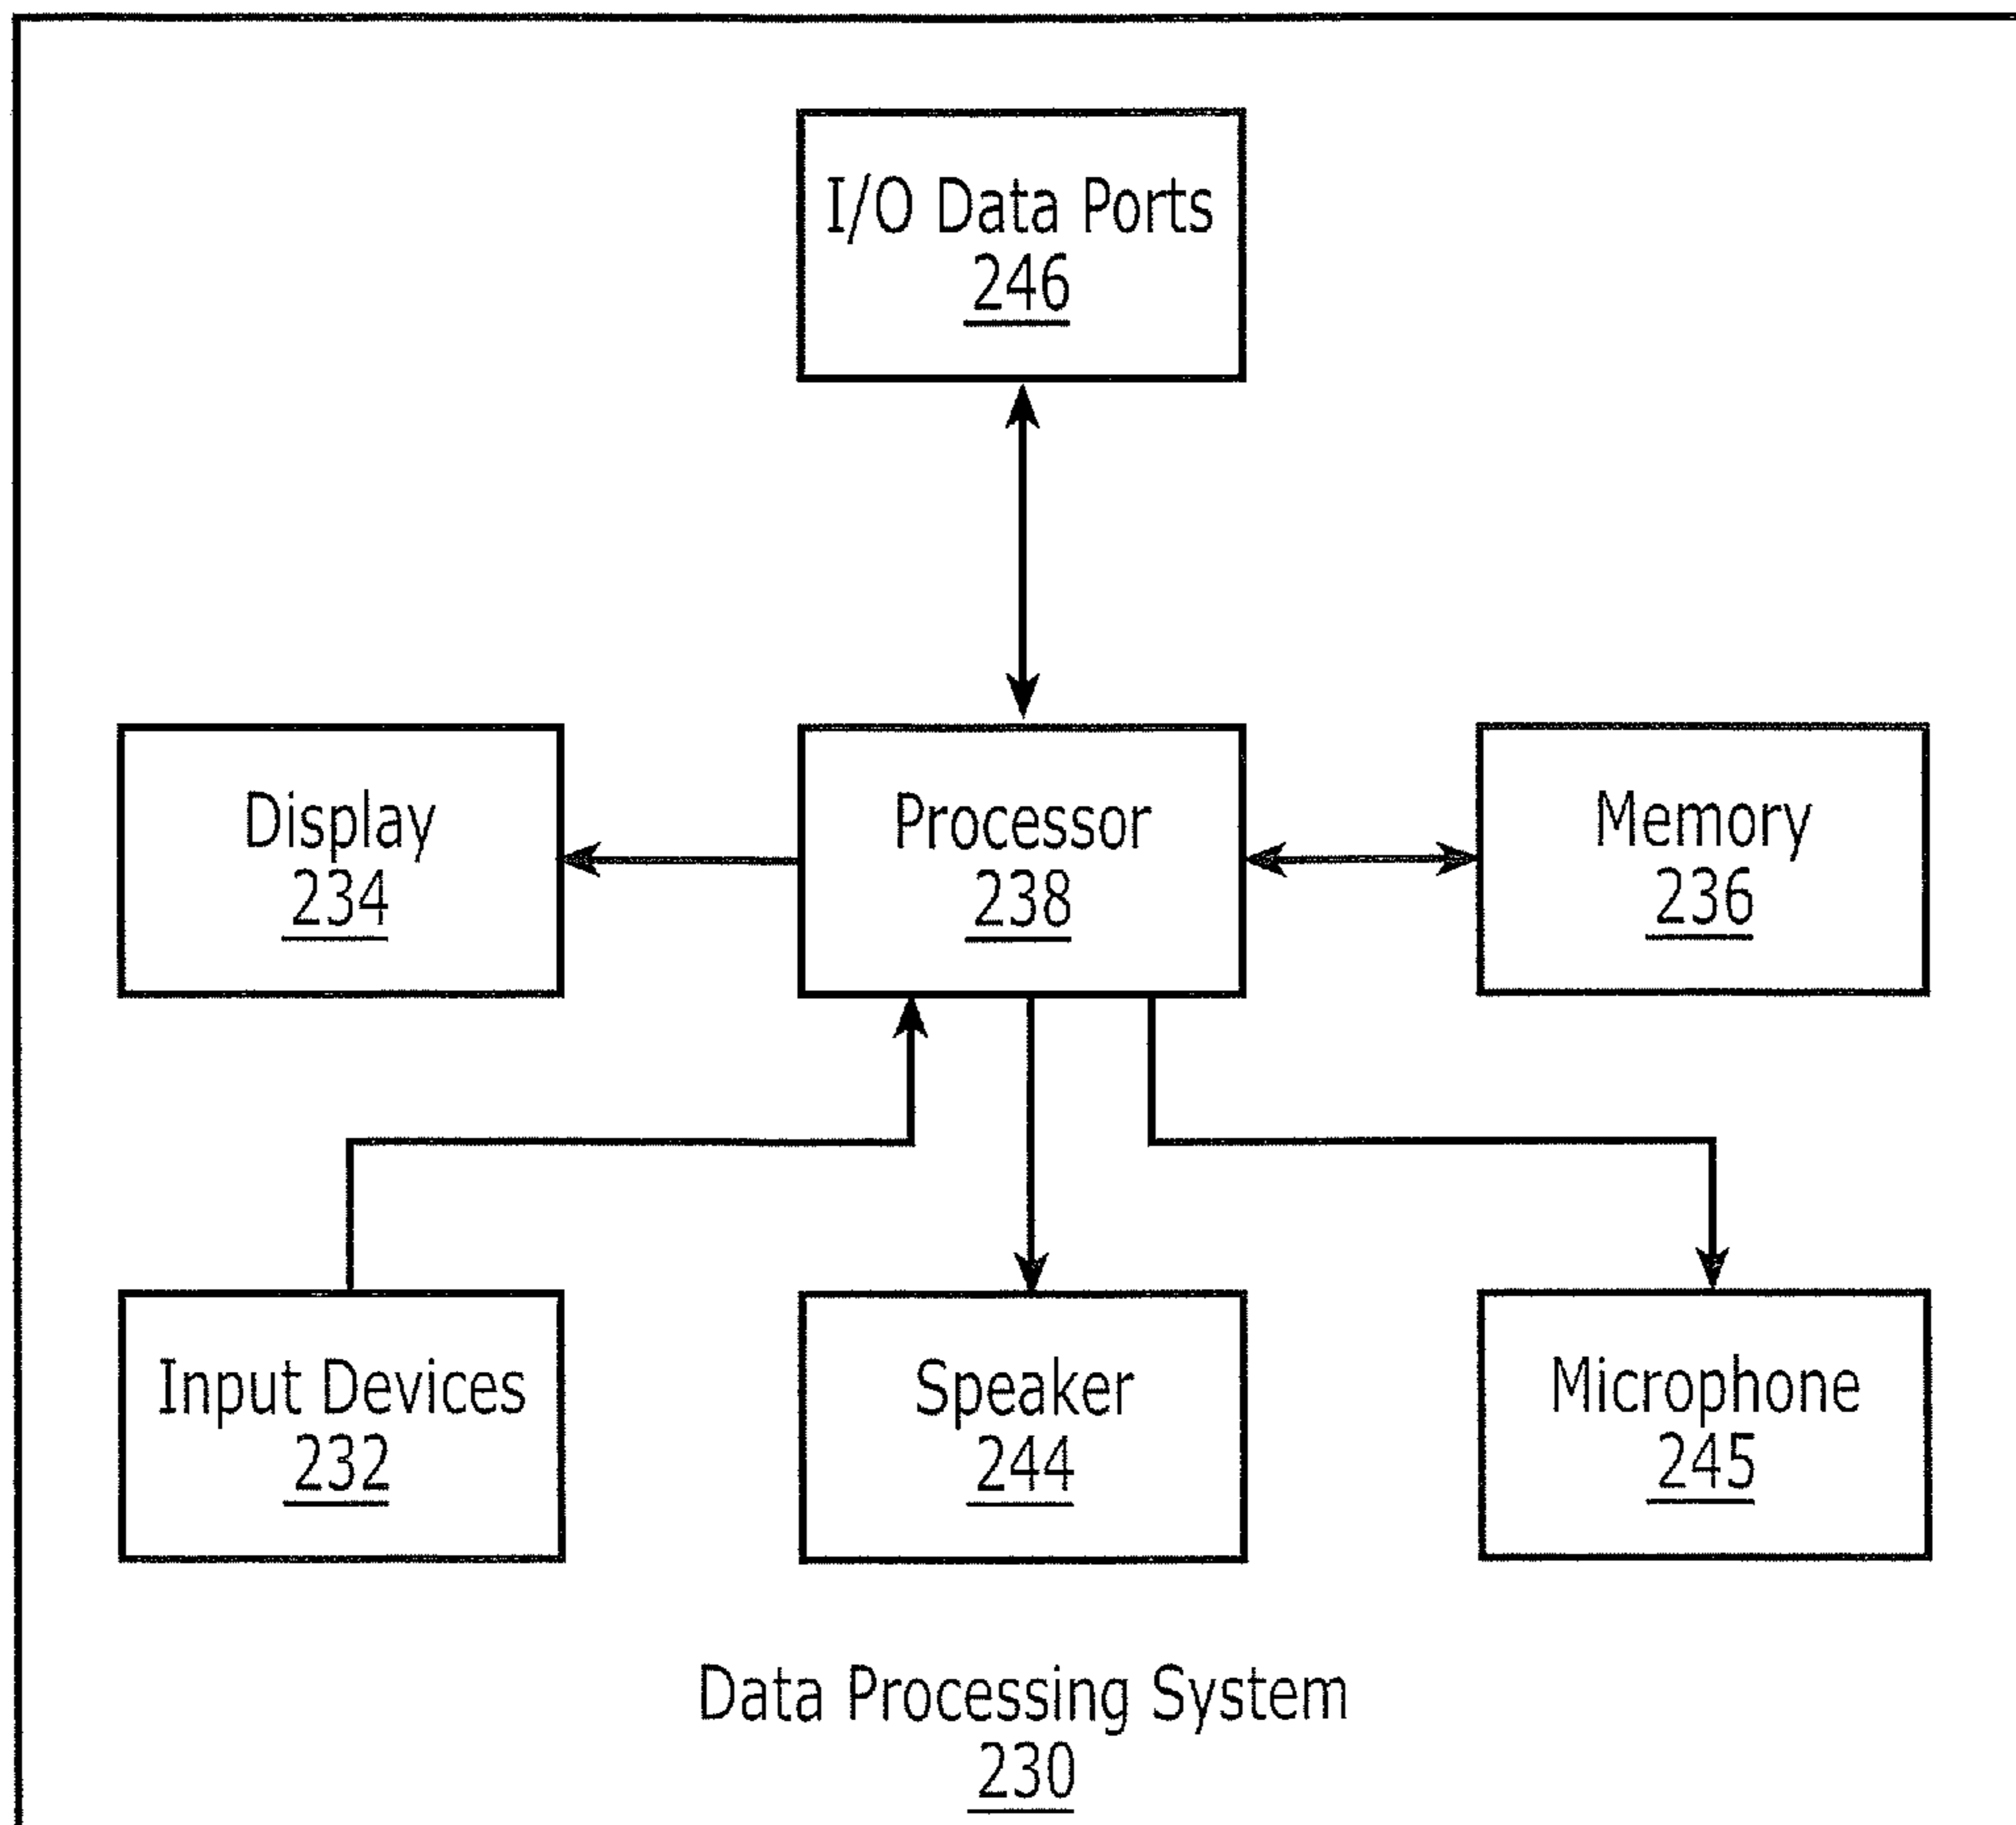 I/O Data Ports
246
Display
234
Processor
238
Memory
236
Input Devices
232
Speaker
244
Microphone
245
Data Processing System
230